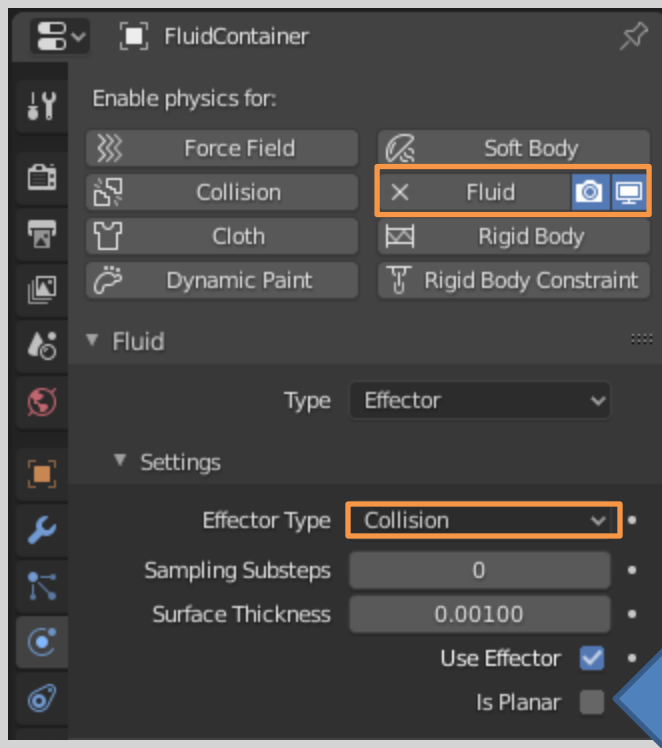 FluidContainer
Enable physics for:
Force Field Soft Body
Collision Fluid
Cloth Rigid Body
Dynamic Paint Rigid Body Constraint
Fluid
Type Effector
Settings
Effector Type Collision
Sampling Substeps 0
Surface Thickness 0.00100
Use Effector
Is Planar